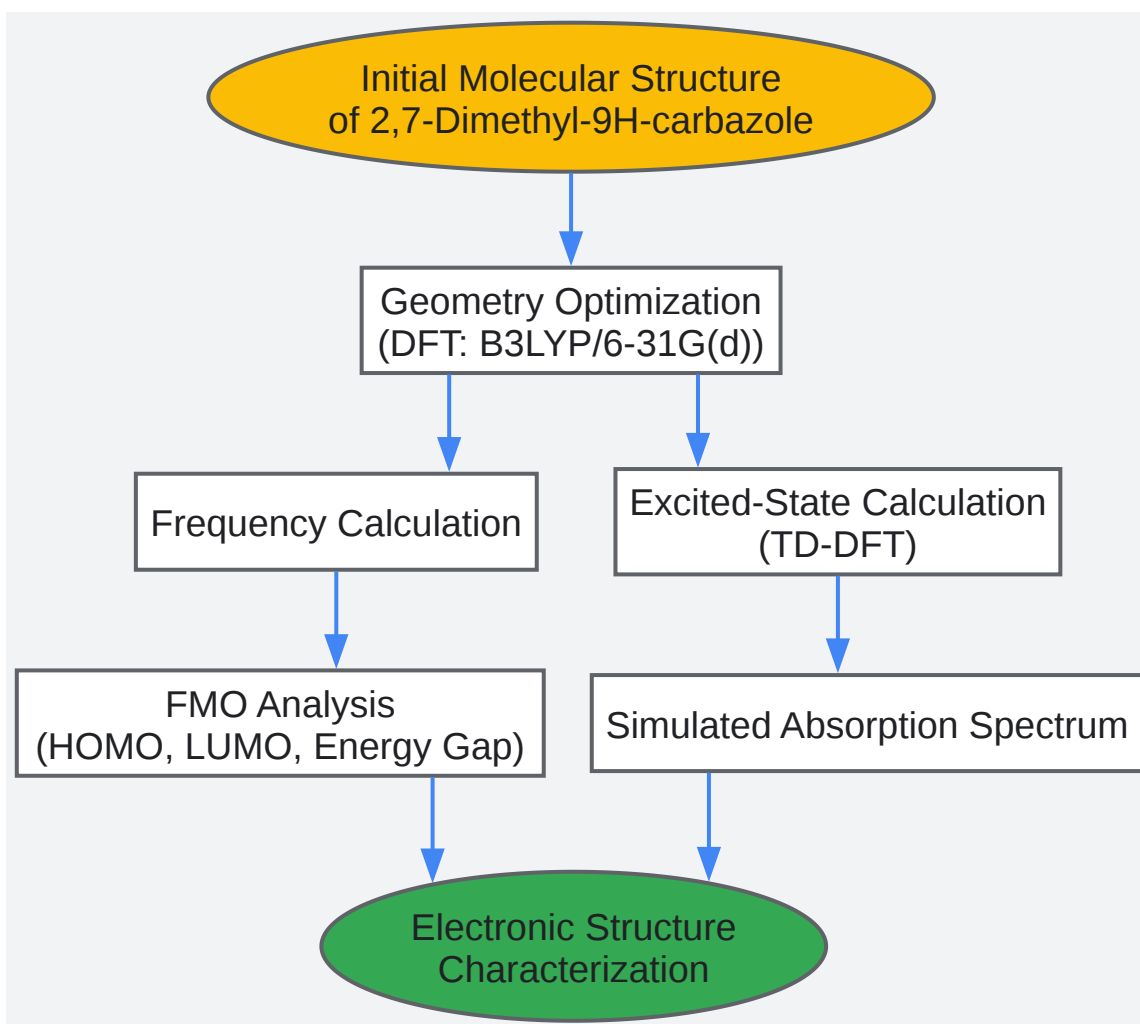 Initial Molecular Structure
of 2,7-Dimethyl-9H-carbazole
Geometry Optimization
(DFT: B3LYP/6-31G(d))
Frequency Calculation
Excited-State Calculation
(TD-DFT)
FMO Analysis
(HOMO, LUMO, Energy Gap)
Simulated Absorption Spectrum
Electronic Structure
Characterization